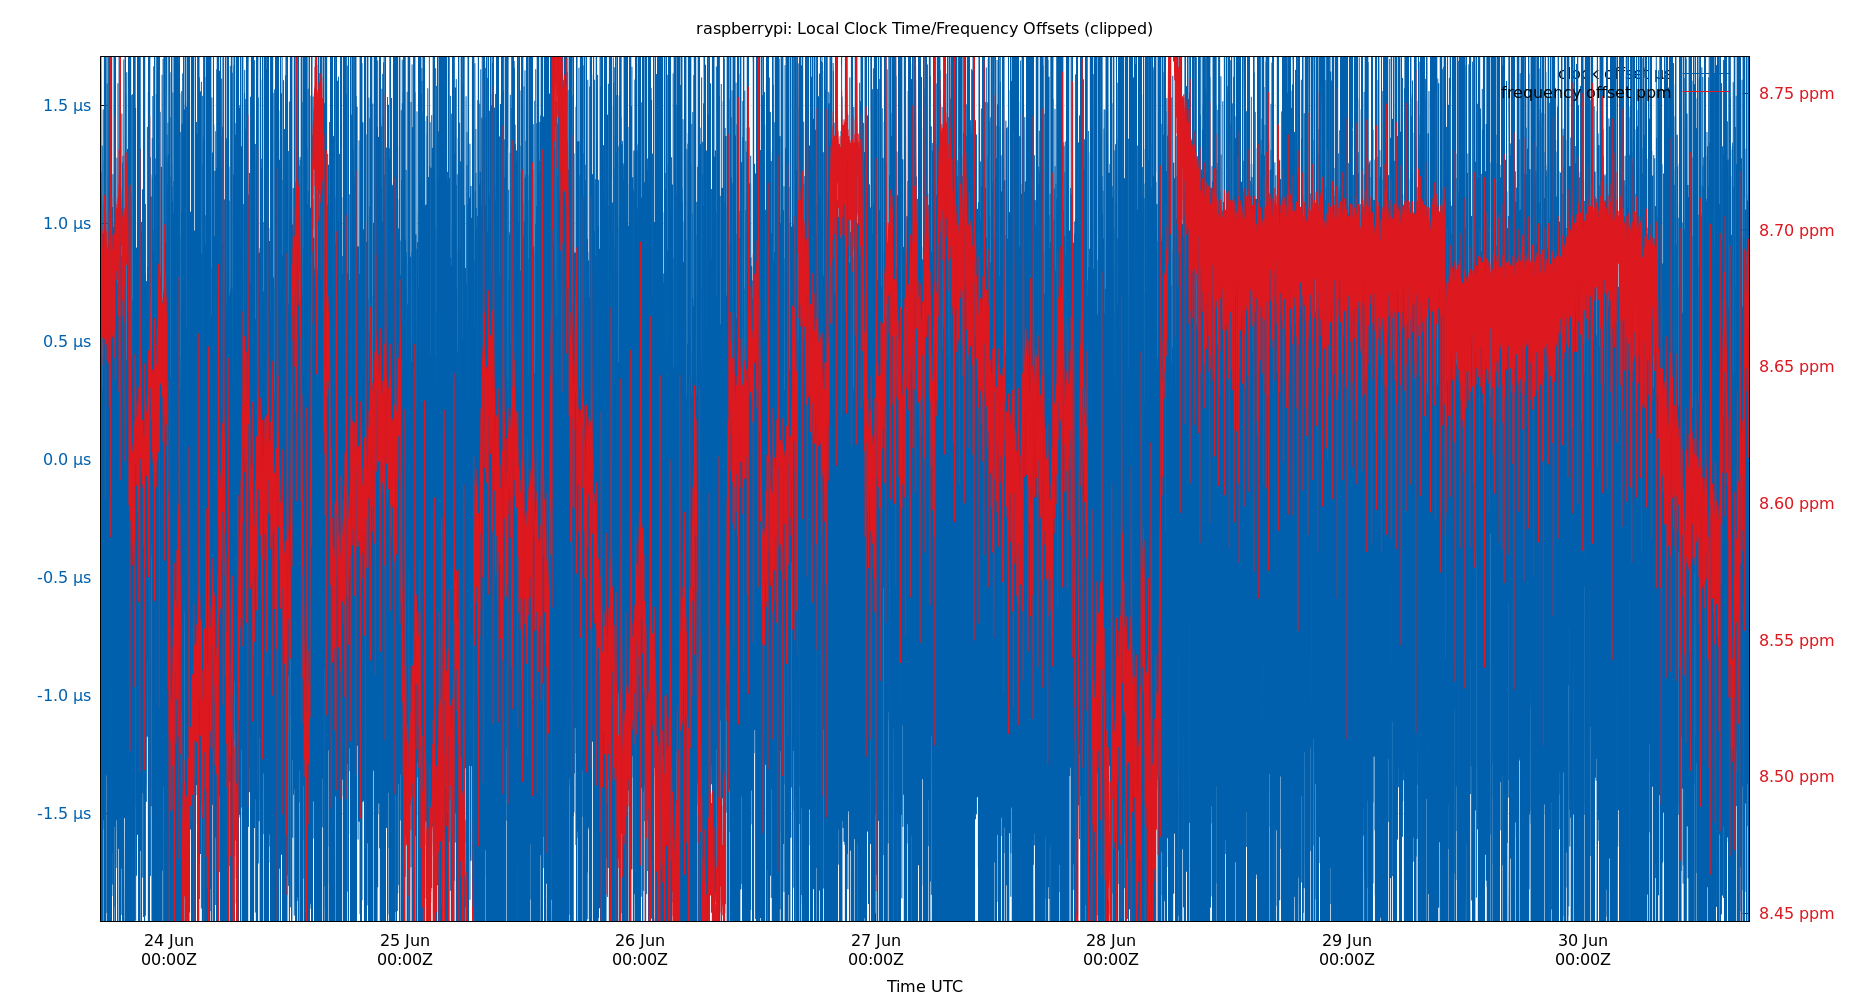 raspberrypi: Local Clock Time/Frequency Offsets (clipped)
clock offset µs
frequency offset ppm
1.5 µs
1.0 µs
0.5 µs
0.0 µs
-0.5 µs
-1.0 µs
-1.5 µs
8.75 ppm
8.70 ppm
8.65 ppm
8.60 ppm
8.55 ppm
8.50 ppm
8.45 ppm
24 Jun
00:00Z
25 Jun
00:00Z
26 Jun
00:00Z
27 Jun
00:00Z
28 Jun
00:00Z
29 Jun
00:00Z
30 Jun
00:00Z
Time UTC